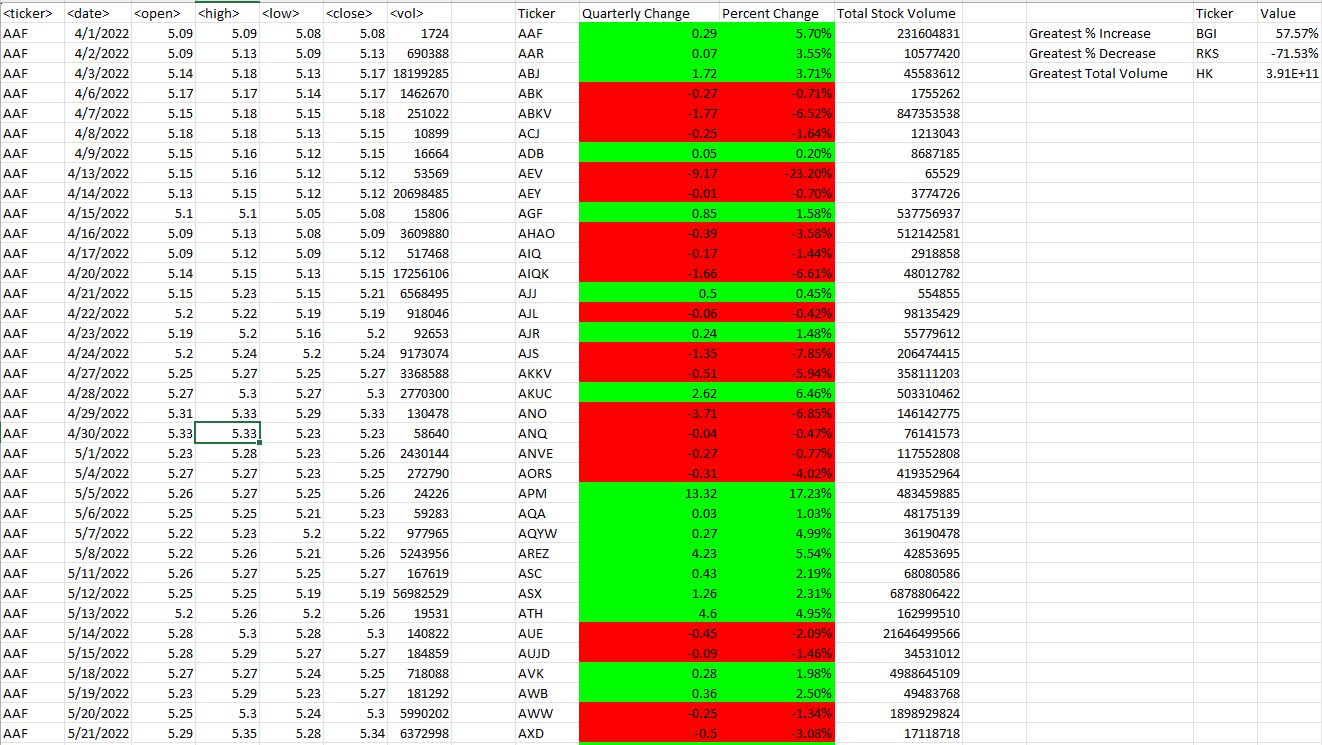 <ticker> <date> <open> <high> <low> <close> <vol> Ticker Quarterly Change Percent Change Total Stock Volume Ticker Value
AAF 4/1/2022 5.09 5.09 5.08 5.08 1724 AAF 0.29 5.70% 231604831 Greatest % Increase BGI 57.57%
AAF 4/2/2022 5.09 5.13 5.09 5.13 690388 AAR 0.07 3.55% 10577420 Greatest % Decrease RKS -71.53%
AAF 4/3/2022 5.14 5.18 5.13 5.17 18199285 ABJ 1.72 3.71% 45583612 Greatest Total Volume HK 3.91E+11
AAF 4/6/2022 5.17 5.17 5.14 5.17 1462670 ABK -0.27 -0.71% 1755262
AAF 4/7/2022 5.15 5.18 5.15 5.18 251022 ABKV -1.77 -6.52% 847353538
AAF 4/8/2022 5.18 5.18 5.13 5.15 10899 ACJ -0.25 -1.64% 1213043
AAF 4/9/2022 5.15 5.16 5.12 5.15 16664 ADB 0.05 0.20% 8687185
AAF 4/13/2022 5.15 5.16 5.12 5.12 53569 AEV -9.17 -23.20% 65529
AAF 4/14/2022 5.13 5.15 5.12 5.12 20698485 AEY -0.01 -0.70% 3774726
AAF 4/15/2022 5.1 5.1 5.05 5.08 15806 AGF 0.85 1.58% 537756937
AAF 4/16/2022 5.09 5.13 5.08 5.09 3609880 AHAO -0.39 -3.58% 512142581
AAF 4/17/2022 5.09 5.12 5.09 5.12 517468 AIQ -0.17 -1.44% 2918858
AAF 4/20/2022 5.14 5.15 5.13 5.15 17256106 AIQK -1.66 -6.61% 48012782
AAF 4/21/2022 5.15 5.23 5.15 5.21 6568495 AJJ 0.5 0.45% 554855
AAF 4/22/2022 5.2 5.22 5.19 5.19 918046 AJL -0.06 -0.42% 98135429
AAF 4/23/2022 5.19 5.2 5.16 5.2 92653 AJR 0.24 1.48% 55779612
AAF 4/24/2022 5.2 5.24 5.2 5.24 9173074 AJS -1.35 -7.85% 206474415
AAF 4/27/2022 5.25 5.27 5.25 5.27 3368588 AKKV -0.51 -5.94% 358111203
AAF 4/28/2022 5.27 5.3 5.27 5.3 2770300 AKUC 2.62 6.46% 503310462
AAF 4/29/2022 5.31 5.33 5.29 5.33 130478 ANO -3.71 -6.85% 146142775
AAF 4/30/2022 5.33 5.33 5.23 5.23 58640 ANQ -0.04 -0.47% 76141573
AAF 5/1/2022 5.23 5.28 5.23 5.26 2430144 ANVE -0.27 -0.77% 117552808
AAF 5/4/2022 5.27 5.27 5.23 5.25 272790 AORS -0.31 -4.02% 419352964
AAF 5/5/2022 5.26 5.27 5.25 5.26 24226 APM 13.32 17.23% 483459885
AAF 5/6/2022 5.25 5.25 5.21 5.23 59283 AQA 0.03 1.03% 48175139
AAF 5/7/2022 5.22 5.23 5.2 5.22 977965 AQYW 0.27 4.99% 36190478
AAF 5/8/2022 5.22 5.26 5.21 5.26 5243956 AREZ 4.23 5.54% 42853695
AAF 5/11/2022 5.26 5.27 5.25 5.27 167619 ASC 0.43 2.19% 68080586
AAF 5/12/2022 5.25 5.25 5.19 5.19 56982529 ASX 1.26 2.31% 6878806422
AAF 5/13/2022 5.2 5.26 5.2 5.26 19531 ATH 4.6 4.95% 162999510
AAF 5/14/2022 5.28 5.3 5.28 5.3 140822 AUE -0.45 -2.09% 21646499566
AAF 5/15/2022 5.28 5.29 5.27 5.27 184859 AUJD -0.09 -1.46% 34531012
AAF 5/18/2022 5.27 5.27 5.24 5.25 718088 AVK 0.28 1.98% 4988645109
AAF 5/19/2022 5.23 5.29 5.23 5.27 181292 AWB 0.36 2.50% 49483768
AAF 5/20/2022 5.25 5.3 5.24 5.3 5990202 AWW -0.25 -1.34% 1898929824
AAF 5/21/2022 5.29 5.35 5.28 5.34 6372998 AXD -0.5 -3.08% 17118718